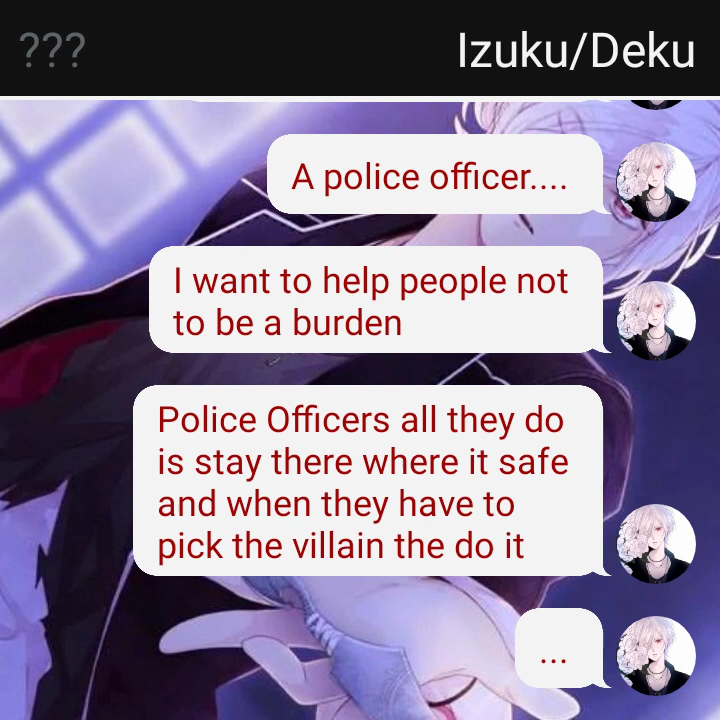 ??? Izuku/Deku
A police officer....
I want to help people not
to be a burden
Police Officers all they do
is stay there where it safe
and when they have to
pick the villain the do it
...